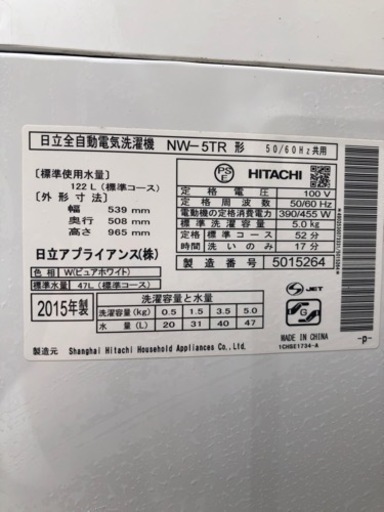 日立全自動電気洗濯機 NW-5TR 形 50/60Hz共用
〔標準使用水量〕
122 L (標準コース)
〔外形寸法〕
幅 539 mm
奥行 508 mm
高さ 965 mm
日立アプライアンス(株)
色相 W(ピュアホワイト)
標準水量 47L (標準コース)
PS E HITACHI
定格電圧 100 V
定格周波数 50/60 Hz
電動機の定格消費電力 390/455 W
標準洗濯容量 5.0 kg
定格標準コース 52 分
定格洗いのみ 17 分
製造番号 5015264
2015年製
洗濯容量と水量
洗濯容量(kg) 0.5 1.5 3.5 5.0
水量(L) 20 31 40 47
S JET
G
MADE IN CHINA
1CHGE1734-A
-p-
製造元 Shanghai Hitachi Household Appliances Co., Ltd.